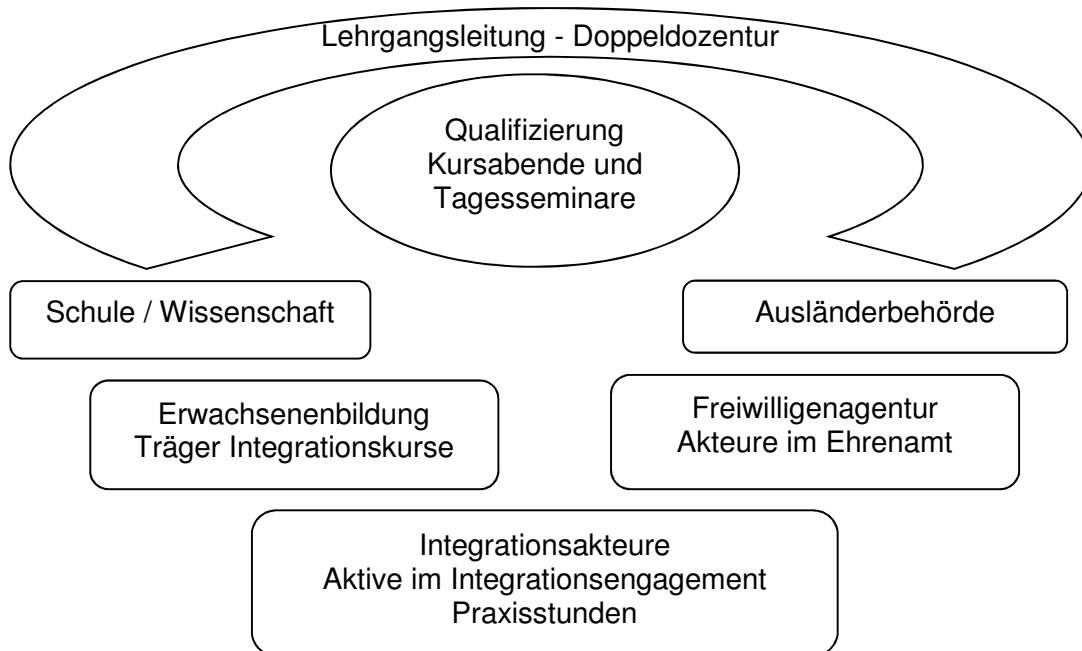 Lehrgangsleitung - Doppeldozentur
Qualifizierung
Kursabende und
Tagesseminare
Schule / Wissenschaft
Ausländerbehörde
Erwachsenenbildung
Träger Integrationskurse
Freiwilligenagentur
Akteure im Ehrenamt
Integrationsakteure
Aktive im Integrationsengagement
Praxisstunden